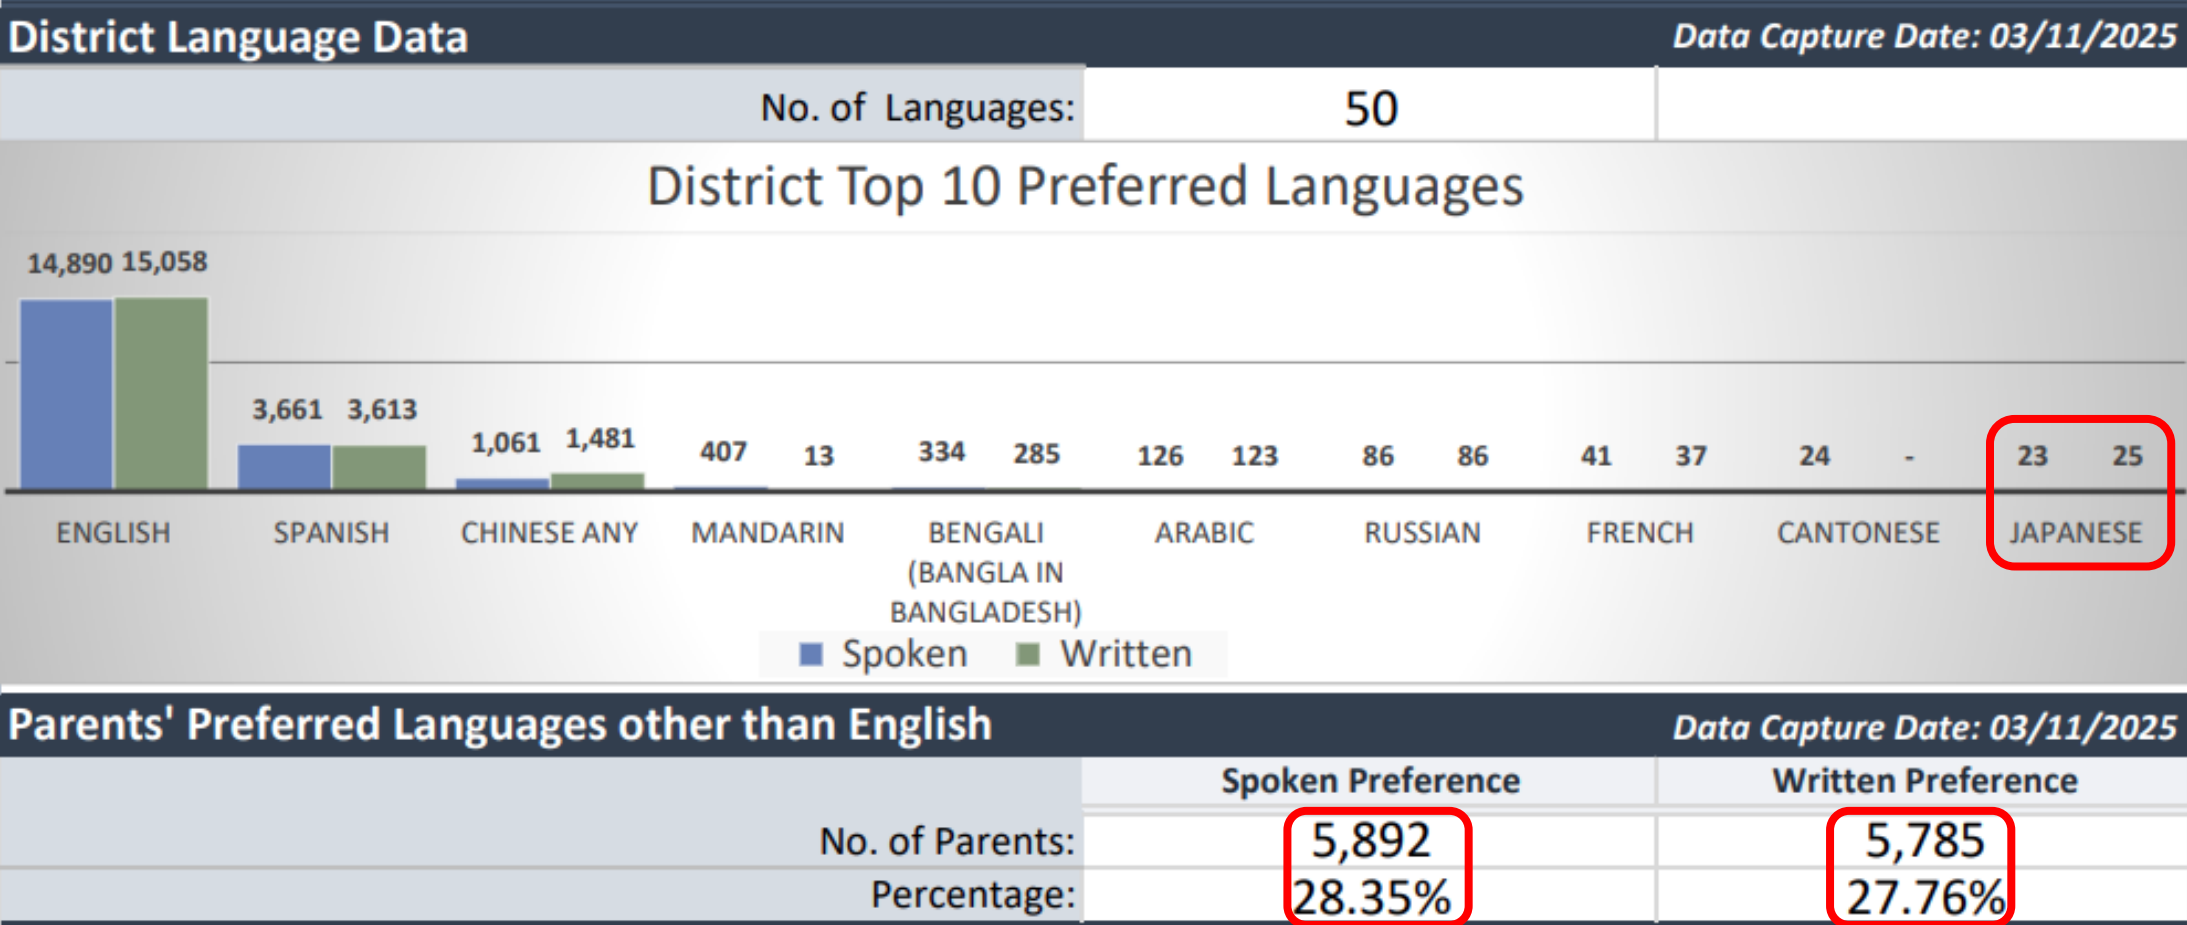 District Language Data
Data Capture Date: 03/11/2025
No. of Languages:
50
District Top 10 Preferred Languages
14,890 15,058
3,661 3,613
1,061 1,481
407 13
334 285
126 123
86 86
41 37
24 -
23 25
ENGLISH
SPANISH
CHINESE ANY
MANDARIN
BENGALI
(BANGLA IN
BANGLADESH)
ARABIC
RUSSIAN
FRENCH
CANTONESE
JAPANESE
Spoken
Written
Parents' Preferred Languages other than English
Data Capture Date: 03/11/2025
Spoken Preference
Written Preference
No. of Parents:
5,892
5,785
Percentage:
28.35%
27.76%